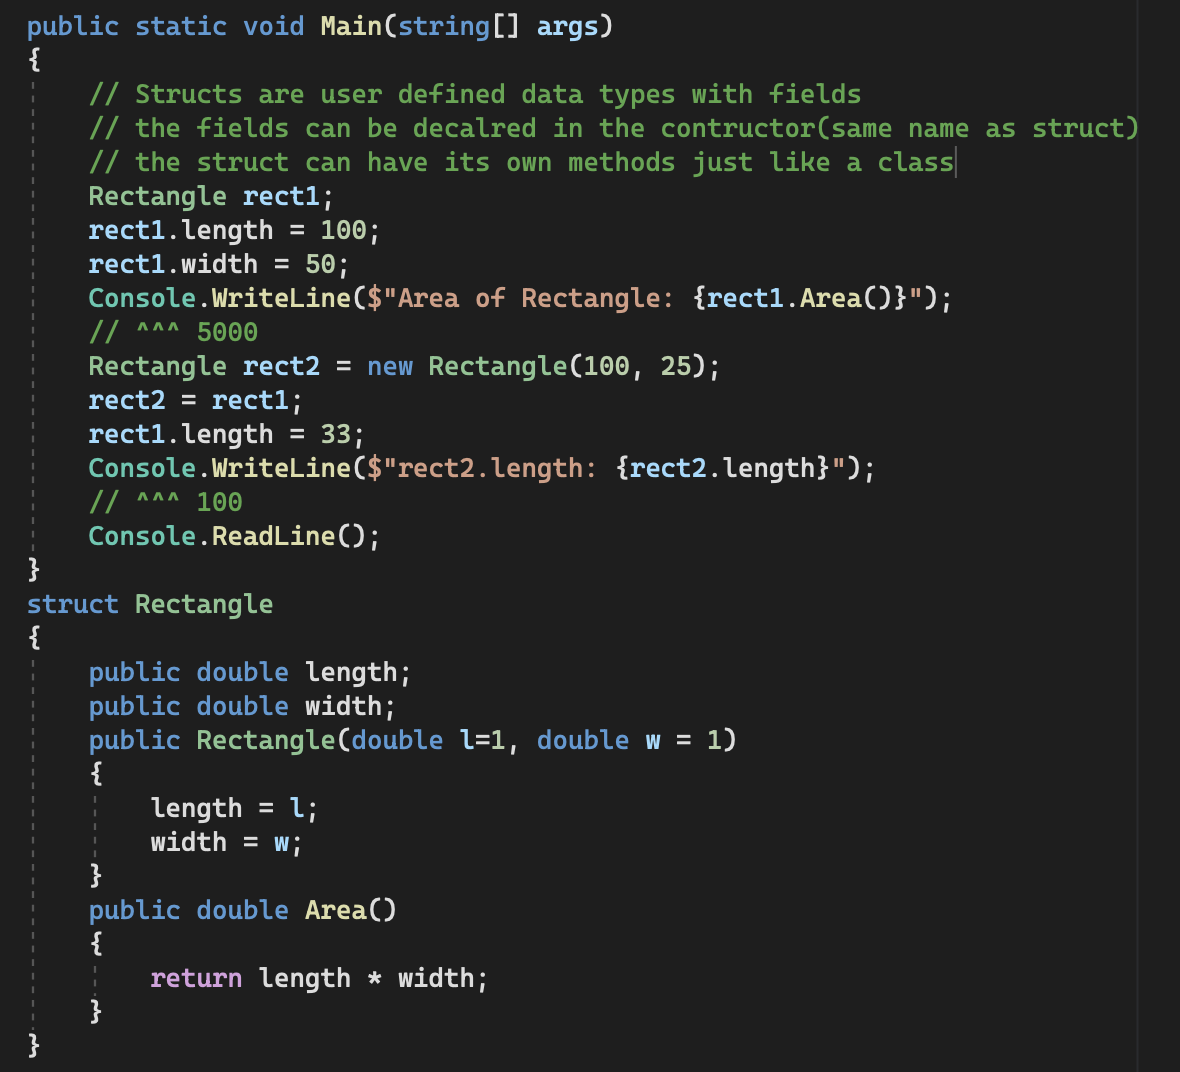 public static void Main(string[] args)
{
// Structs are user defined data types with fields
// the fields can be decalred in the contructor(same name as struct)
// the struct can have its own methods just like a class
Rectangle rect1;
rect1.length = 100;
rect1.width = 50;
Console.WriteLine($"Area of Rectangle: {rect1.Area()}");
// ^^^ 5000
Rectangle rect2 = new Rectangle(100, 25);
rect2 = rect1;
rect1.length = 33;
Console.WriteLine($"rect2.length: {rect2.length}");
// ^^^ 100
Console.ReadLine();
}
struct Rectangle
{
public double length;
public double width;
public Rectangle(double l=1, double w = 1)
{
length = l;
width = w;
}
public double Area()
{
return length * width;
}
}